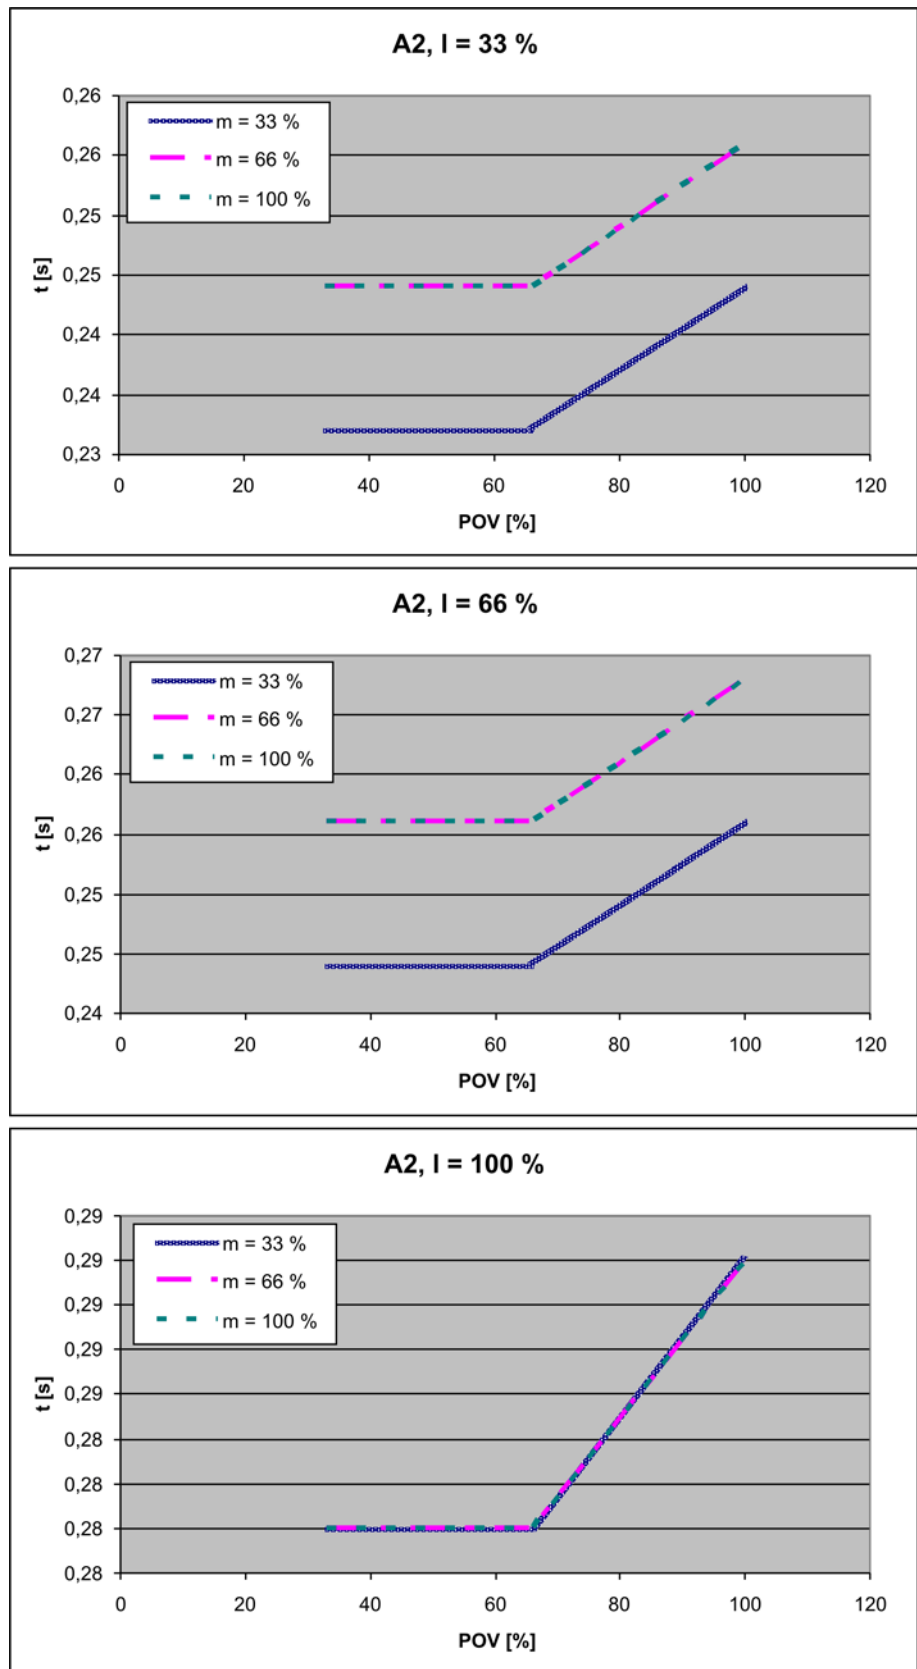 A2, l = 33 %
0,26
m = 33 %
0,26
m = 66 %
m = 100 %
0,25
t [s]
0,25
0,24
0,24
0,23
0 20 40 60 80 100 120
POV [%]
A2, l = 66 %
0,27
m = 33 %
0,27
m = 66 %
m = 100 %
0,26
t [s]
0,26
0,25
0,25
0,24
0 20 40 60 80 100 120
POV [%]
A2, l = 100 %
0,29
m = 33 %
0,29
m = 66 %
0,29
m = 100 %
0,29
t [s]
0,29
0,28
0,28
0,28
0,28
0 20 40 60 80 100 120
POV [%]